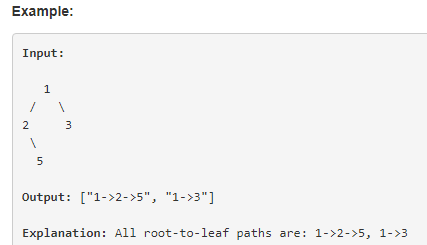 Example:
Input:
1
/ \
2 3
\
5
Output: ["1->2->5", "1->3"]
Explanation: All root-to-leaf paths are: 1->2->5, 1->3